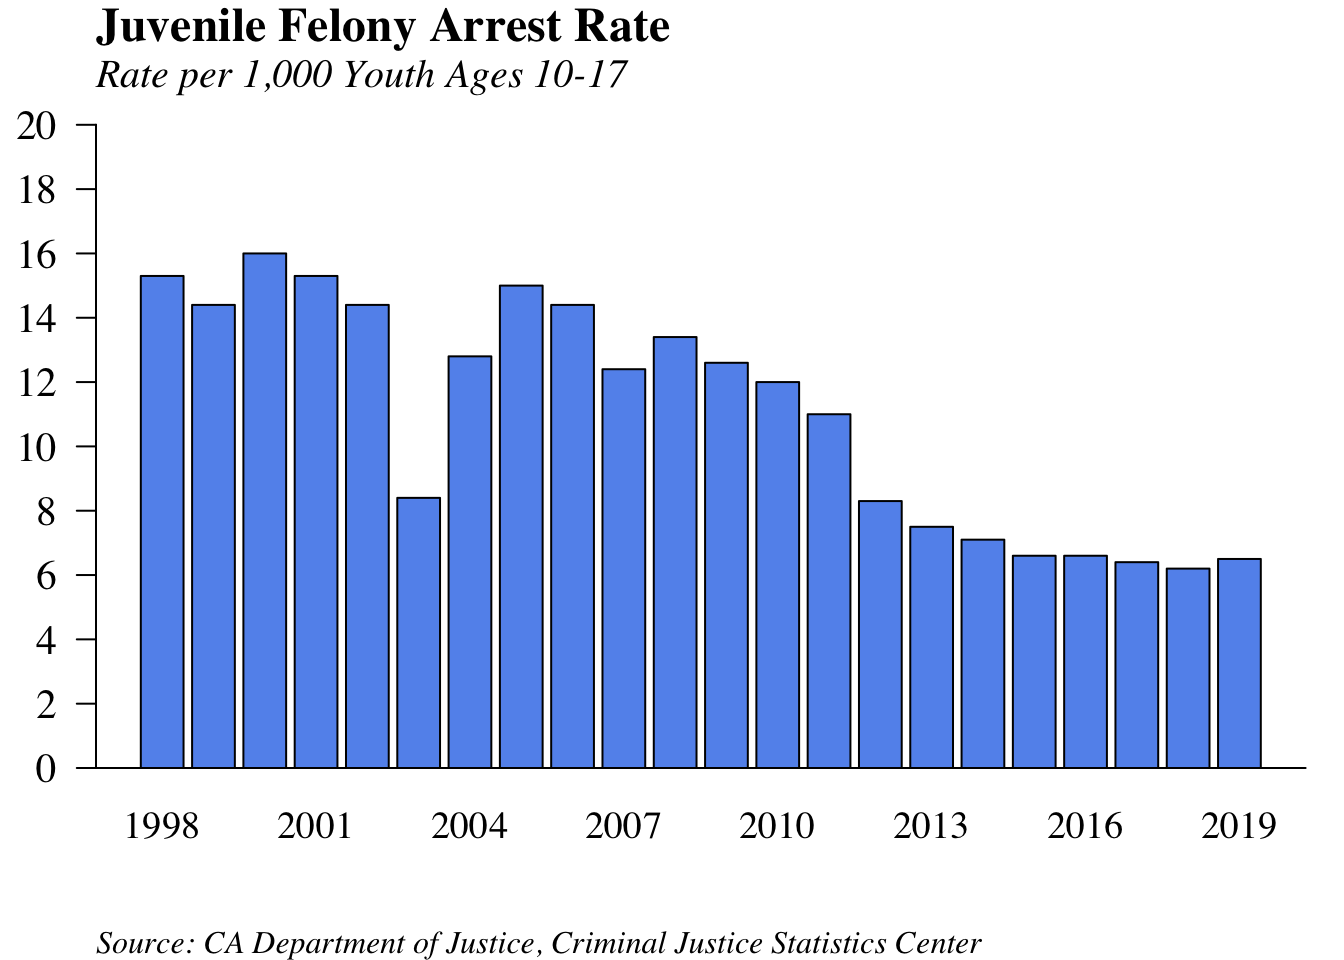 Juvenile Felony Arrest Rate
Rate per 1,000 Youth Ages 10-17
20
18
16
14
12
10
8
6
4
2
0
1998 2001 2004 2007 2010 2013 2016 2019
Source: CA Department of Justice, Criminal Justice Statistics Center